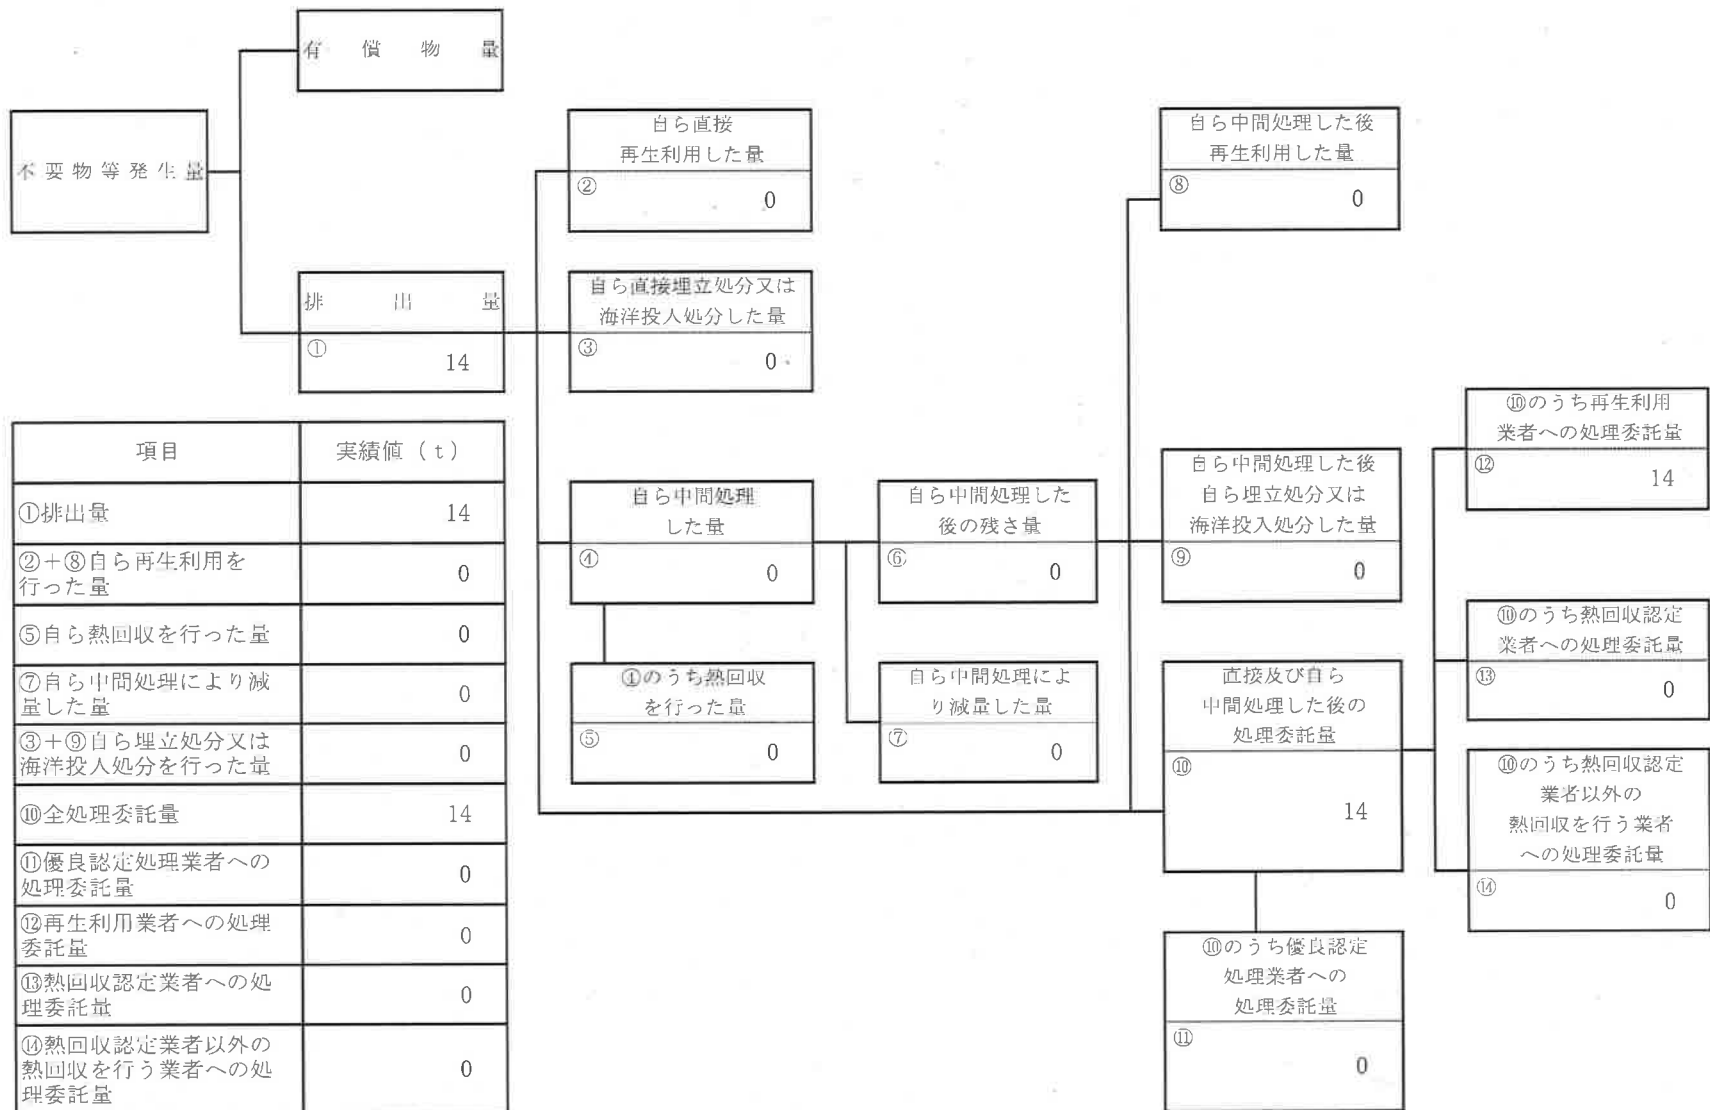 有償物量
不要物等発生量
排出量
①
14
自ら直接
再生利用した量
②
0
自ら直接埋立処分又は
海洋投入処分した量
③
0
自ら中間処理
した量
④
0
④のうち熱回収
を行った量
⑤
0
自ら中間処理した
後の残さ量
⑥
0
自ら中間処理によ
り減量した量
⑦
0
自ら中間処理した後
再生利用した量
⑧
0
自ら中間処理した後
自ら埋立処分又は
海洋投入処分した量
⑨
0
直接及び自ら
中間処理した後の
処理委託量
⑩
14
⑩のうち優良認定
処理業者への
処理委託量
⑪
0
⑩のうち再生利用
業者への処理委託量
⑫
14
⑩のうち熱回収認定
業者への処理委託量
⑬
0
⑩のうち熱回収認定
業者以外の
熱回収を行う業者
への処理委託量
⑭
0
項目 実績値（t）
①排出量 14
②＋⑧自ら再生利用を
行った量 0
⑤自ら熱回収を行った量 0
⑦自ら中間処理により減
量した量 0
③＋⑨自ら埋立処分又は
海洋投入処分を行った量 0
⑩全処理委託量 14
⑪優良認定処理業者への
処理委託量 0
⑫再生利用業者への処理
委託量 0
⑬熱回収認定業者への処
理委託量 0
⑭熱回収認定業者以外の
熱回収を行う業者への処
理委託量 0